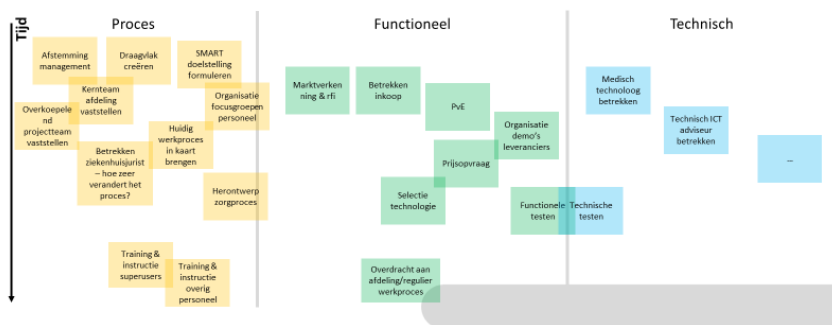 Tijd
Proces
Functioneel
Technisch
Afstemming
management
Draagvlak
creëren
SMART
doelstelling
formuleren
Kernteam
afdeling
vaststellen
Organisatie
focusgroepen
personeel
Overkoepele
nd
projectteam
vaststellen
Huidig
werkproces
in kaart
brengen
Betrekken
ziekenhuisjurist
– hoe zeer
verandert het
proces?
Herontwerp
zorgproces
Training &
instructie
superusers
Training &
instructie
overig
personeel
Marktverken
ning & rfi
Betrekken
inkoop
PvE
Organisatie
demo's
leveranciers
Prijsopvraag
Selectie
technologie
Functionele
testen
Technische
testen
Overdracht aan
afdeling/regulier
werkproces
Medisch
technoloog
betrekken
Technisch ICT
adviseur
betrekken
...